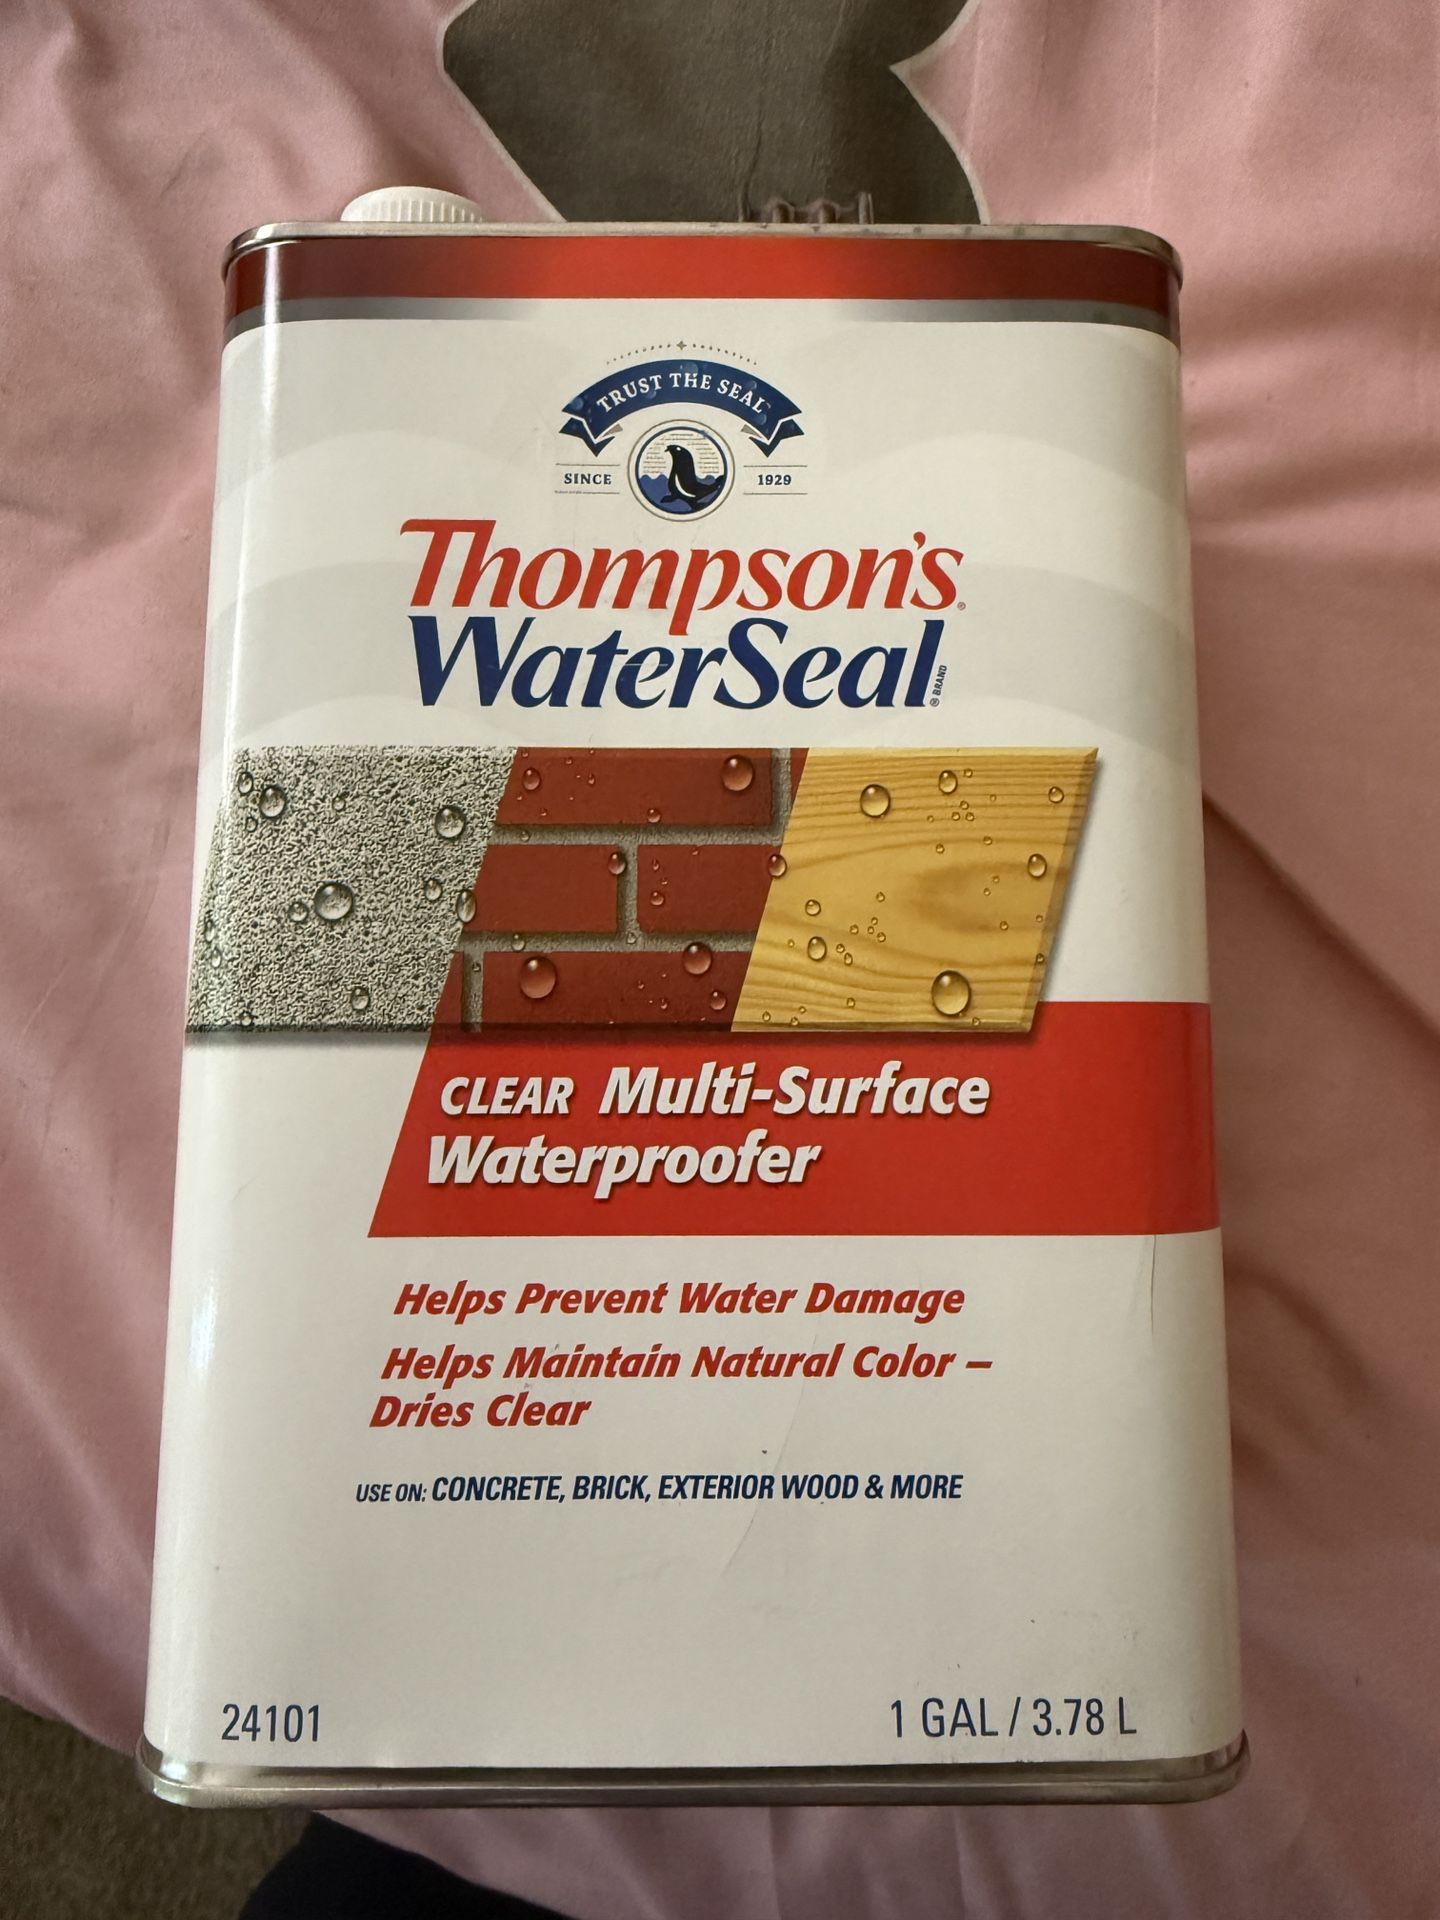 TRUST THE SEAL
SINCE 1929
Thompson's®
WaterSeal® BRAND
CLEAR Multi-Surface
Waterproofer
Helps Prevent Water Damage
Helps Maintain Natural Color –
Dries Clear
USE ON: CONCRETE, BRICK, EXTERIOR WOOD & MORE
24101 1 GAL / 3.78 L